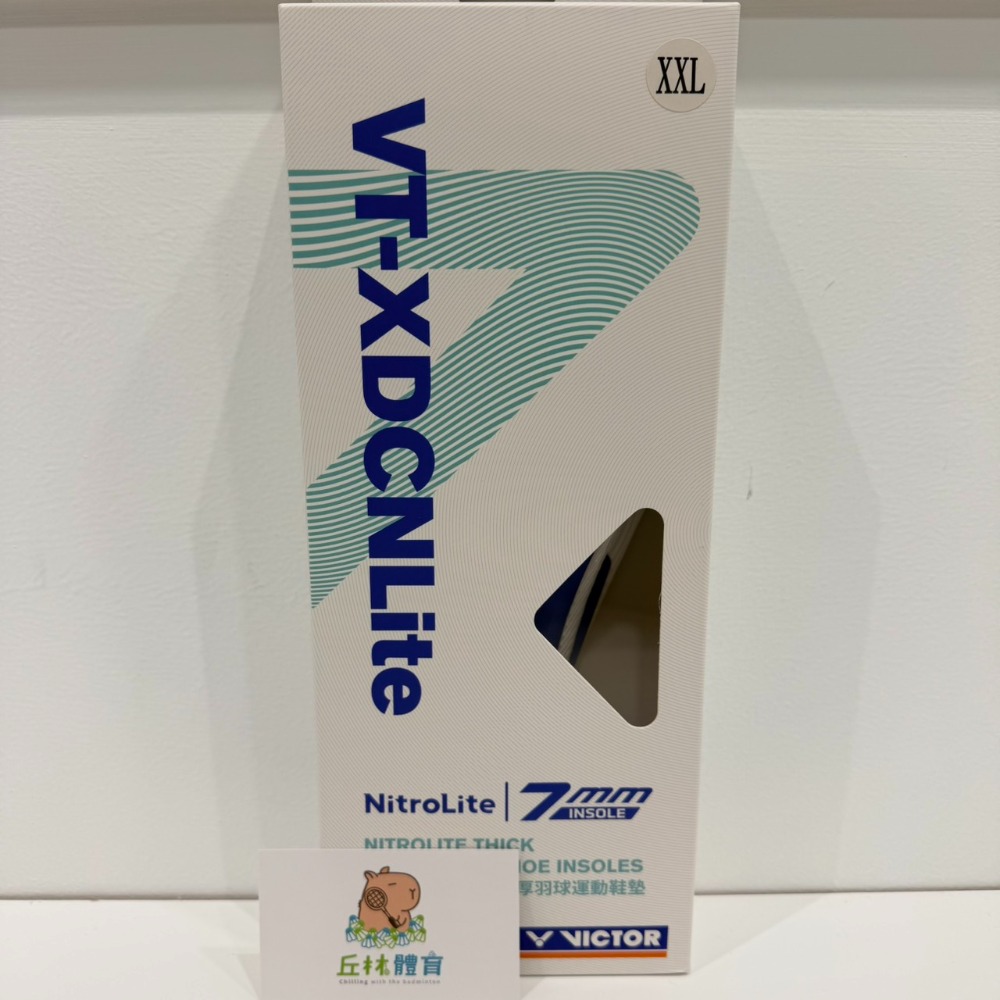 XXL
VT-XDCNLite
NitroLite
7mm
INSOLE
NITROLITE THICK
OE INSOLES
厚羽球運動鞋墊
VICTOR
丘林體育
Chilling with the badminton